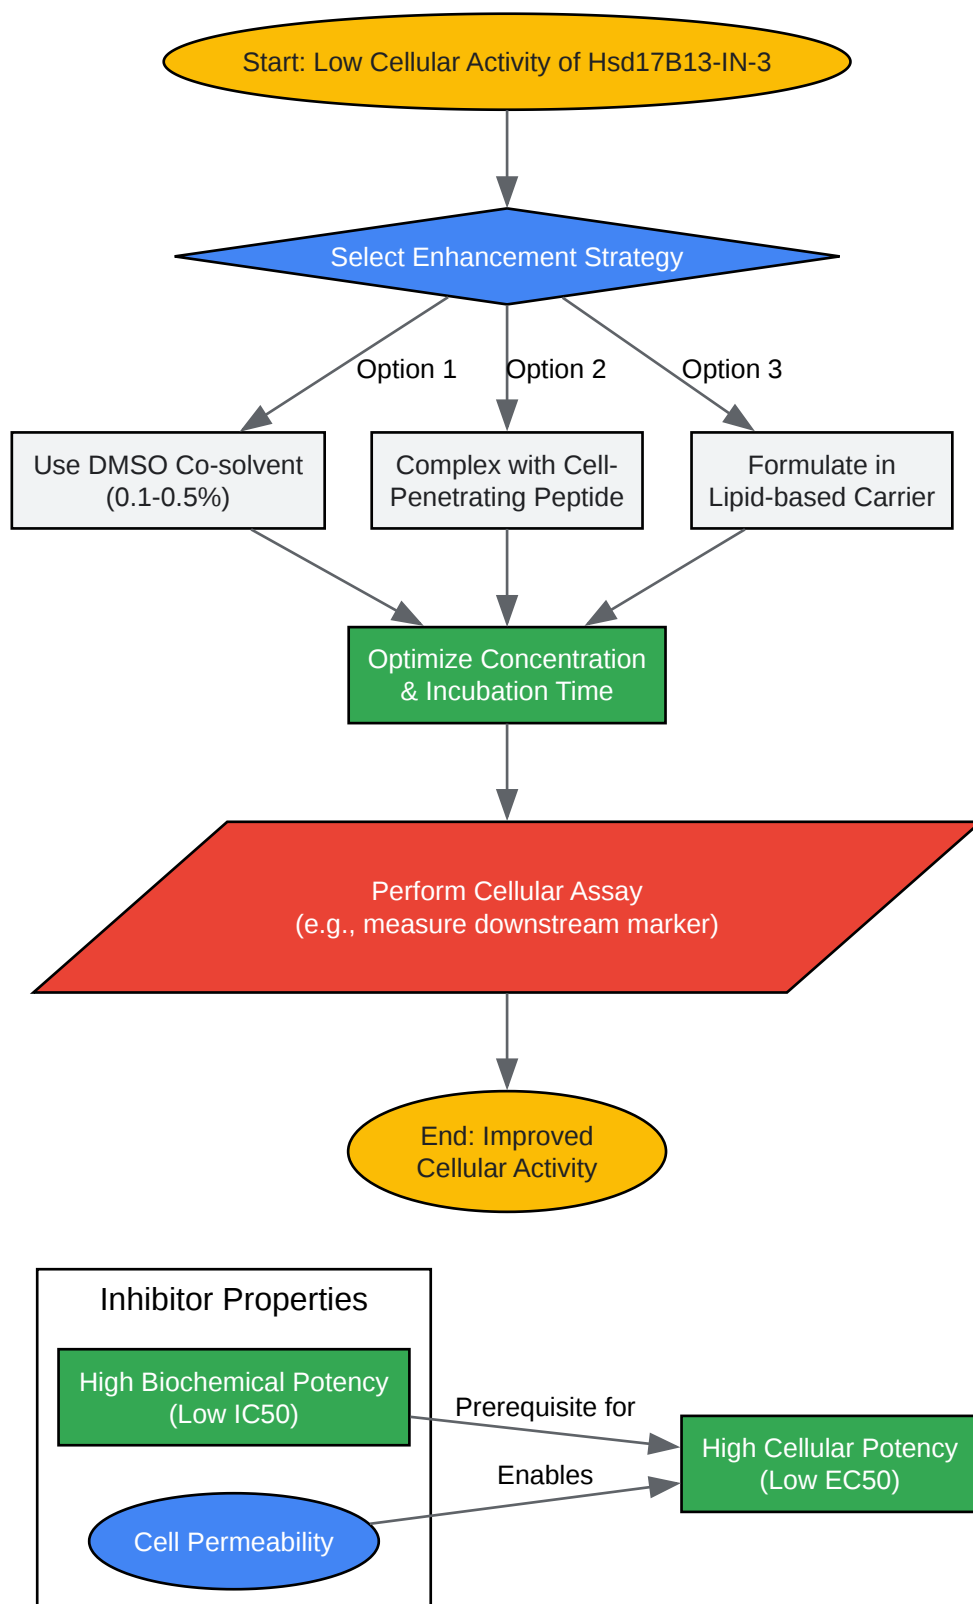 Start: Low Cellular Activity of Hsd17B13-IN-3
Select Enhancement Strategy
Option 1
Option 2
Option 3
Use DMSO Co-solvent
(0.1-0.5%)
Complex with Cell-
Penetrating Peptide
Formulate in
Lipid-based Carrier
Optimize Concentration
& Incubation Time
Perform Cellular Assay
(e.g., measure downstream marker)
End: Improved
Cellular Activity
Inhibitor Properties
High Biochemical Potency
(Low IC50)
Prerequisite for
High Cellular Potency
(Low EC50)
Enables
Cell Permeability